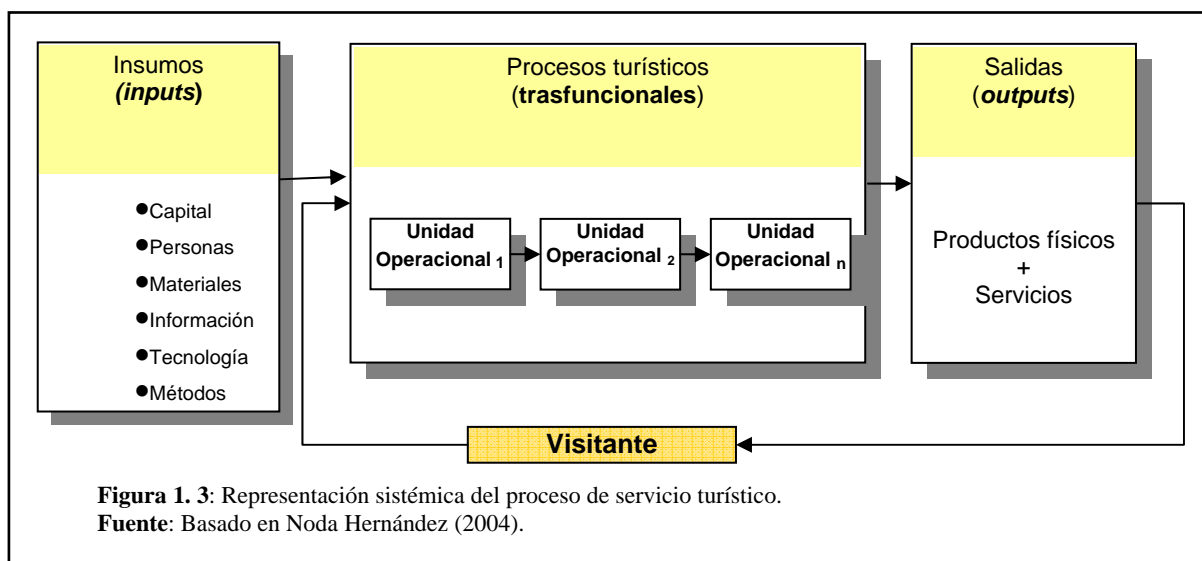 Insumos
(inputs)
●Capital
●Personas
●Materiales
●Información
●Tecnología
●Métodos
Procesos turísticos
(trasfuncionales)
Unidad
Operacional 1
Unidad
Operacional 2
Unidad
Operacional n
Salidas
(outputs)
Productos físicos
+
Servicios
Visitante
Figura 1. 3: Representación sistémica del proceso de servicio turístico.
Fuente: Basado en Noda Hernández (2004).